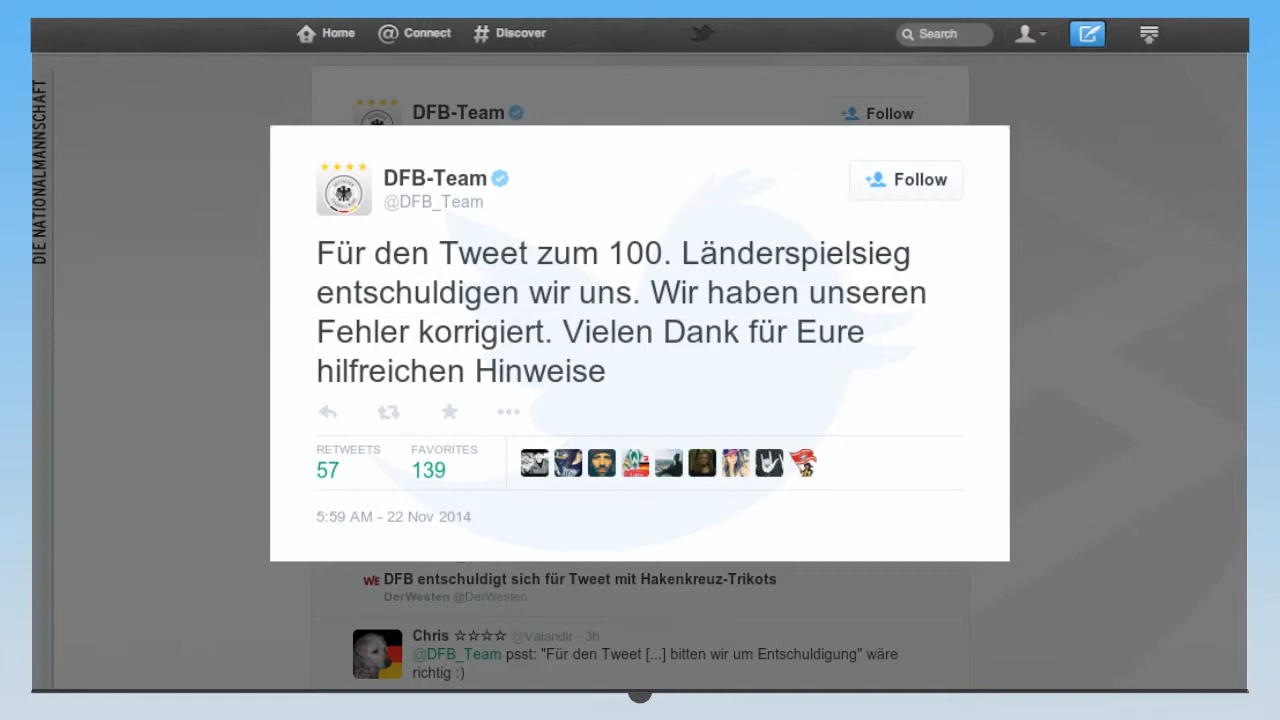 Home
Connect
Discover
Search
DIE NATIONALMANNSCHAFT
DFB-Team
Follow
DFB-Team
@DFB_Team
Follow
Für den Tweet zum 100. Länderspielsieg
entschuldigen wir uns. Wir haben unseren
Fehler korrigiert. Vielen Dank für Eure
hilfreichen Hinweise
RETWEETS
57
FAVORITES
139
5:59 AM - 22 Nov 2014
WE DFB entschuldigt sich für Tweet mit Hakenkreuz-Trikots
DerWesten @DerWesten
Chris ☆☆☆☆ @Valandir · 3h
@DFB_Team psst: "Für den Tweet [...] bitten wir um Entschuldigung" wäre
richtig :)